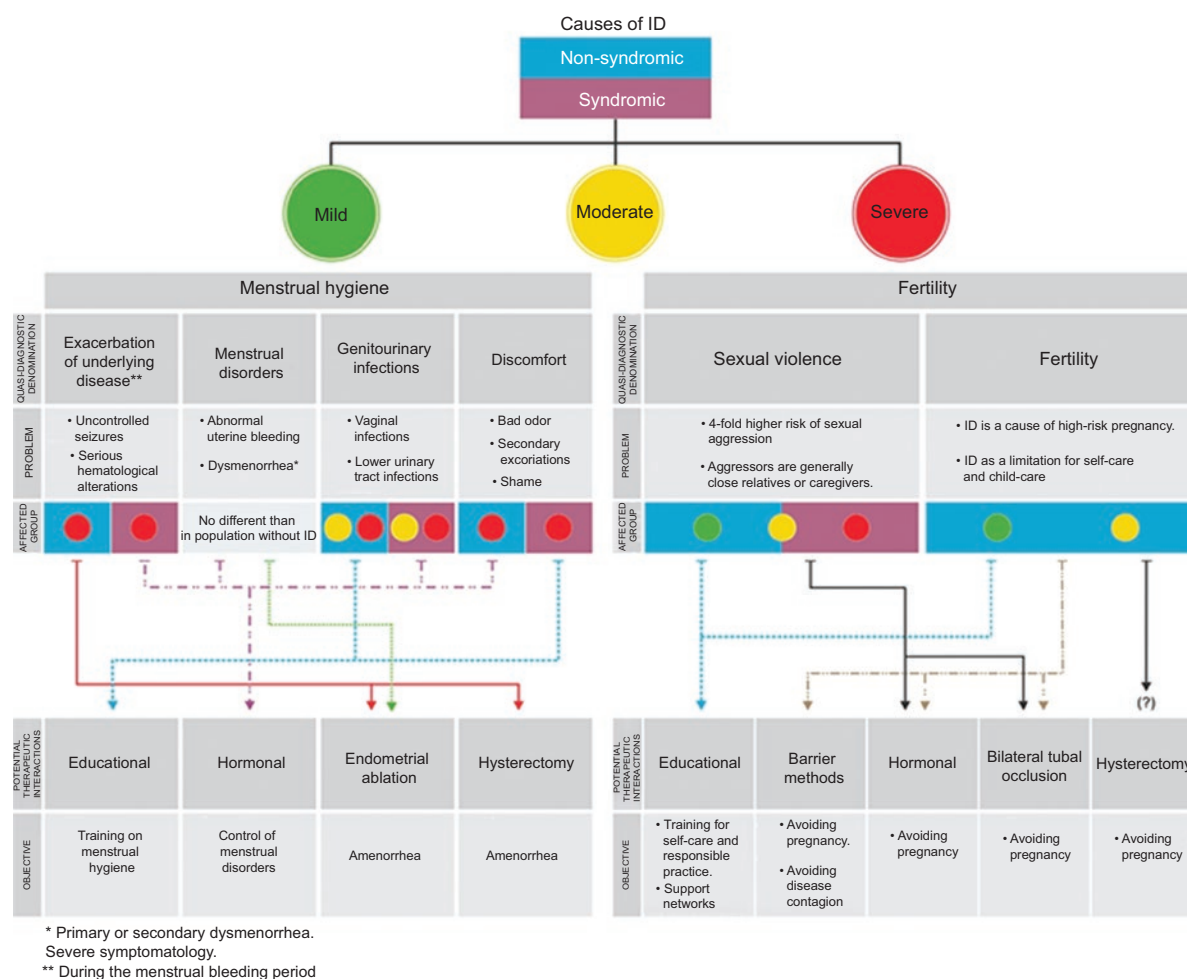 Causes of ID
Non-syndromic
Syndromic
Mild
Moderate
Severe
Menstrual hygiene
QUASI-DIAGNOSTIC
DENOMINATION
Exacerbation
of underlying
disease**
Menstrual
disorders
Genitourinary
infections
Discomfort
PROBLEM
• Uncontrolled
seizures
• Serious
hematological
alterations
• Abnormal
uterine bleeding
• Dysmenorrhea*
• Vaginal
infections
• Lower urinary
tract infections
• Bad odor
• Secondary
excoriations
• Shame
AFFECTED
GROUP
No different than
in population without ID
POTENTIAL
THERAPEUTIC
INTERACTIONS
Educational
Hormonal
Endometrial
ablation
Hysterectomy
OBJECTIVE
Training on
menstrual
hygiene
Control of
menstrual
disorders
Amenorrhea
Amenorrhea
Fertility
QUASI-DIAGNOSTIC
DENOMINATION
Sexual violence
Fertility
PROBLEM
• 4-fold higher risk of sexual
aggression
• Aggressors are generally
close relatives or caregivers.
• ID is a cause of high-risk pregnancy.
• ID as a limitation for self-care
and child-care
AFFECTED
GROUP
(?)
POTENTIAL
THERAPEUTIC
INTERACTIONS
Educational
Barrier
methods
Hormonal
Bilateral tubal
occlusion
Hysterectomy
OBJECTIVE
• Training for
self-care and
responsible
practice.
• Support
networks
• Avoiding
pregnancy.
• Avoiding
disease
contagion
• Avoiding
pregnancy
• Avoiding
pregnancy
• Avoiding
pregnancy
* Primary or secondary dysmenorrhea.
Severe symptomatology.
** During the menstrual bleeding period